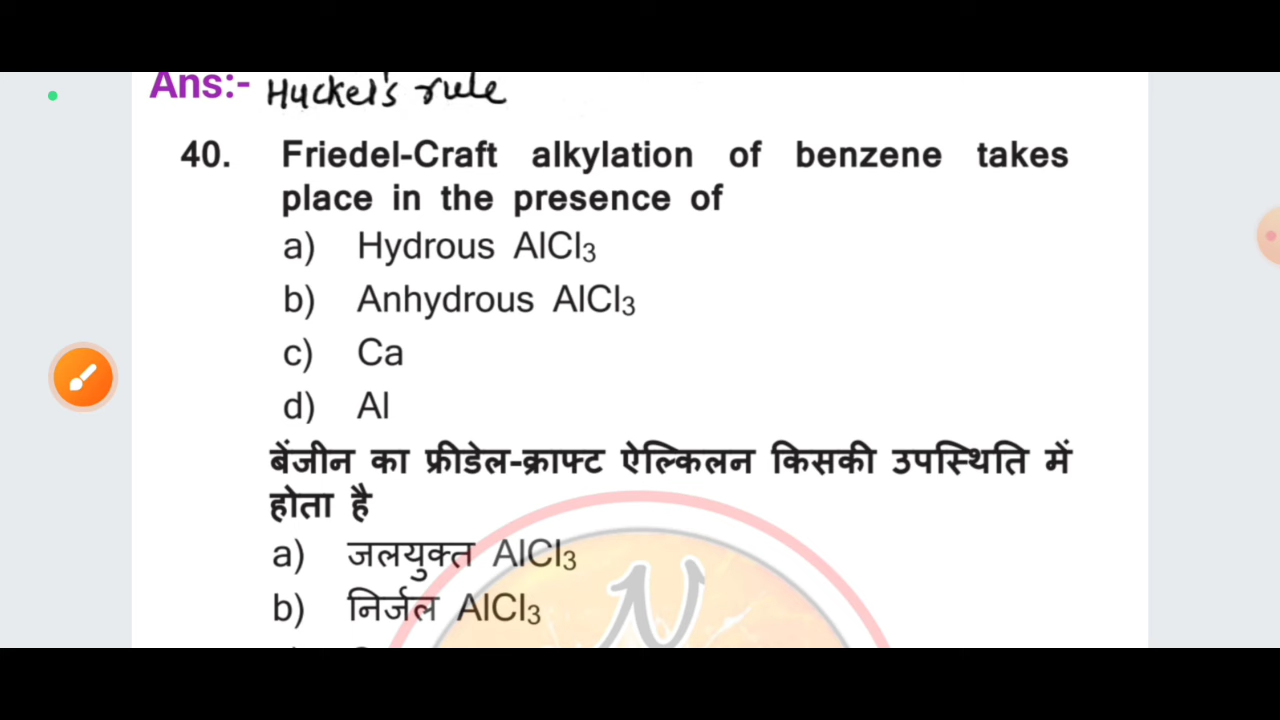 Ans:- Huckel's rule
40. Friedel-Craft alkylation of benzene takes
place in the presence of
a) Hydrous AlCl3
b) Anhydrous AlCl3
c) Ca
d) Al
बेंजीन का फ्रीडेल-क्राफ्ट ऐल्किलन किसकी उपस्थिति में
होता है
a) जलयुक्त AlCl3
b) निर्जल AlCl3